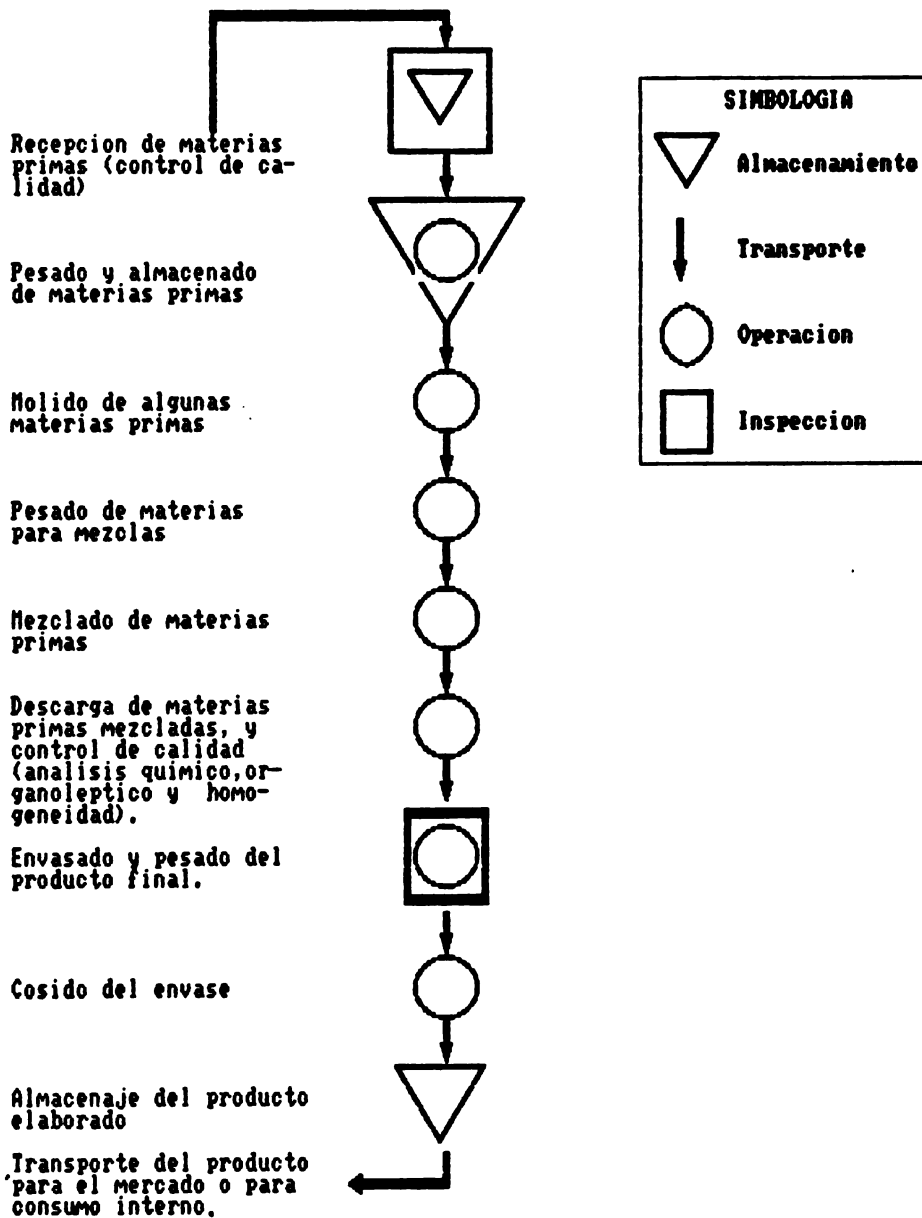 Recepcion de materias
primas (control de ca-
lidad)
Pesado y almacenado
de materias primas
Molido de algunas
materias primas
Pesado de materias
para mezclas
Mezclado de materias
primas
Descarga de materias
primas mezcladas, y
control de calidad
(analisis quimico,or-
ganoleptico y homo-
geneidad).
Envasado y pesado del
producto final.
Cosido del envase
Almacenaje del producto
elaborado
Transporte del producto
para el mercado o para
consumo interno.
SIMBOLOGIA
Almacenamiento
Transporte
Operacion
Inspeccion